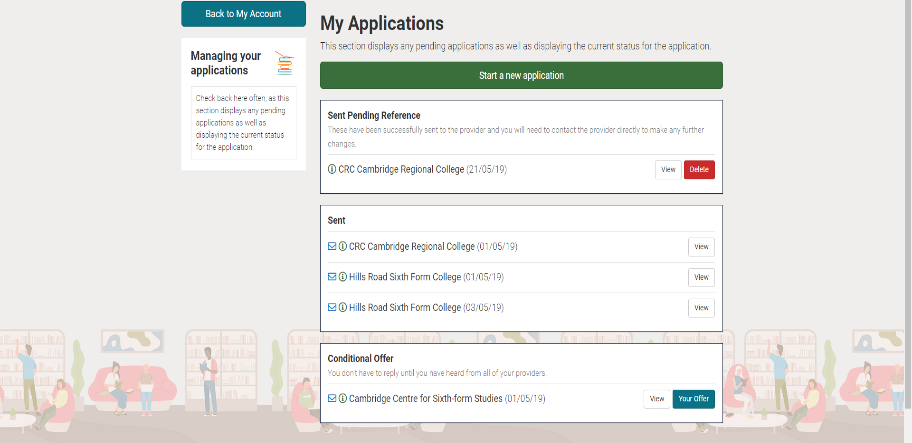 Back to My Account
Managing your
applications
Check back here often, as this
section displays any pending
applications as well as
displaying the current status
for the application.
My Applications
This section displays any pending applications as well as displaying the current status for the application.
Start a new application
Sent Pending Reference
These have been successfully sent to the provider and you will need to contact the provider directly to make any further
changes.
CRC Cambridge Regional College (21/05/19) View Delete
Sent
CRC Cambridge Regional College (01/05/19) View
Hills Road Sixth Form College (01/05/19) View
Hills Road Sixth Form College (03/05/19) View
Conditional Offer
You don't have to reply until you have heard from all of your providers.
Cambridge Centre for Sixth-form Studies (01/05/19) View Your Offer